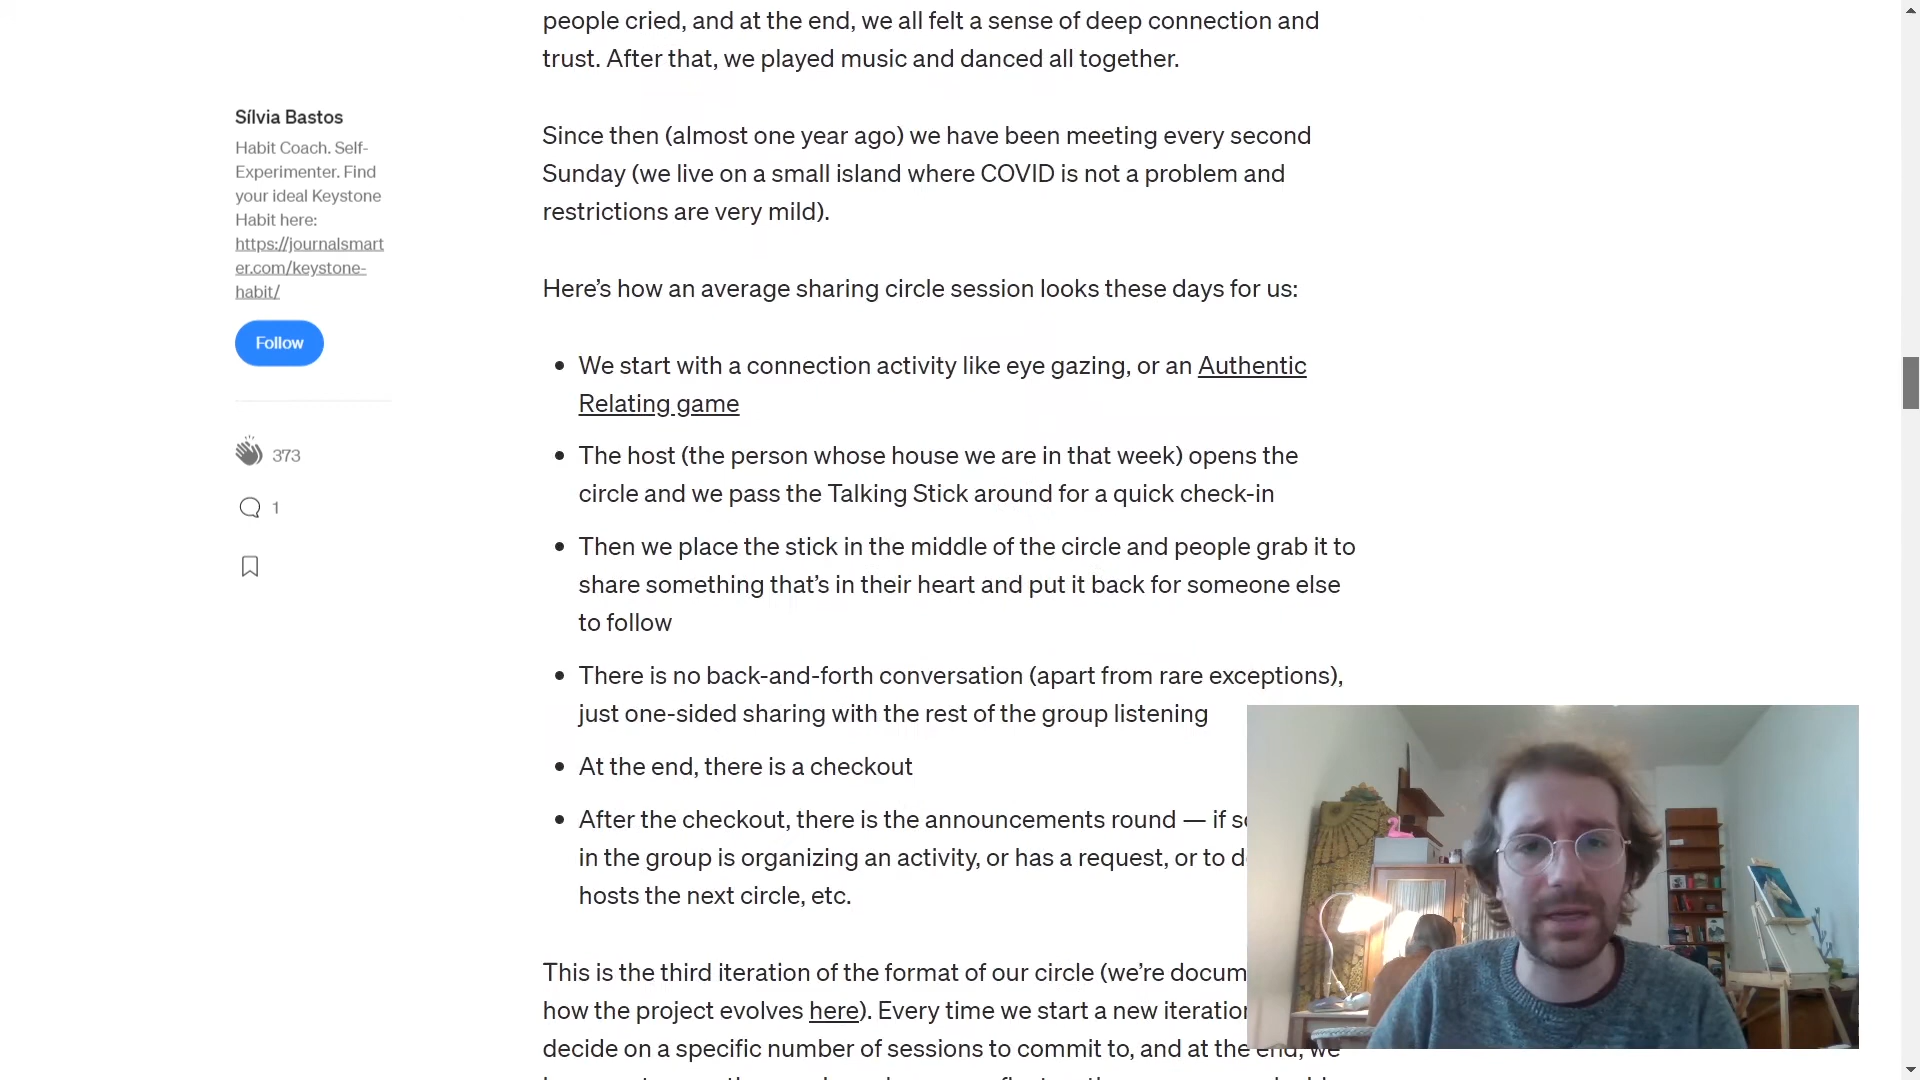 people cried, and at the end, we all felt a sense of deep connection and
trust. After that, we played music and danced all together.
Sílvia Bastos
Habit Coach. Self-
Experimenter. Find
your ideal Keystone
Habit here:
https://journalsmart
er.com/keystone-
habit/
Follow
373
1
Since then (almost one year ago) we have been meeting every second
Sunday (we live on a small island where COVID is not a problem and
restrictions are very mild).
Here’s how an average sharing circle session looks these days for us:
• We start with a connection activity like eye gazing, or an Authentic
Relating game
• The host (the person whose house we are in that week) opens the
circle and we pass the Talking Stick around for a quick check-in
• Then we place the stick in the middle of the circle and people grab it to
share something that’s in their heart and put it back for someone else
to follow
• There is no back-and-forth conversation (apart from rare exceptions),
just one-sided sharing with the rest of the group listening
• At the end, there is a checkout
• After the checkout, there is the announcements round — if
in the group is organizing an activity, or has a request, or to
hosts the next circle, etc.
This is the third iteration of the format of our circle (we’re
how the project evolves here). Every time we start a new
decide on a specific number of sessions to commit to, and at the end, we